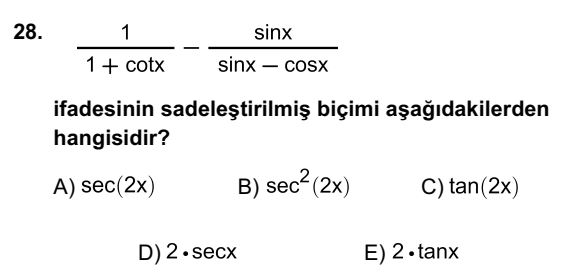 28. 1/(1 + cotx) − sinx/(sinx − cosx)
ifadesinin sadeleştirilmiş biçimi aşağıdakilerden
hangisidir?
A) sec(2x) B) sec²(2x) C) tan(2x)
D) 2 • secx E) 2 • tanx